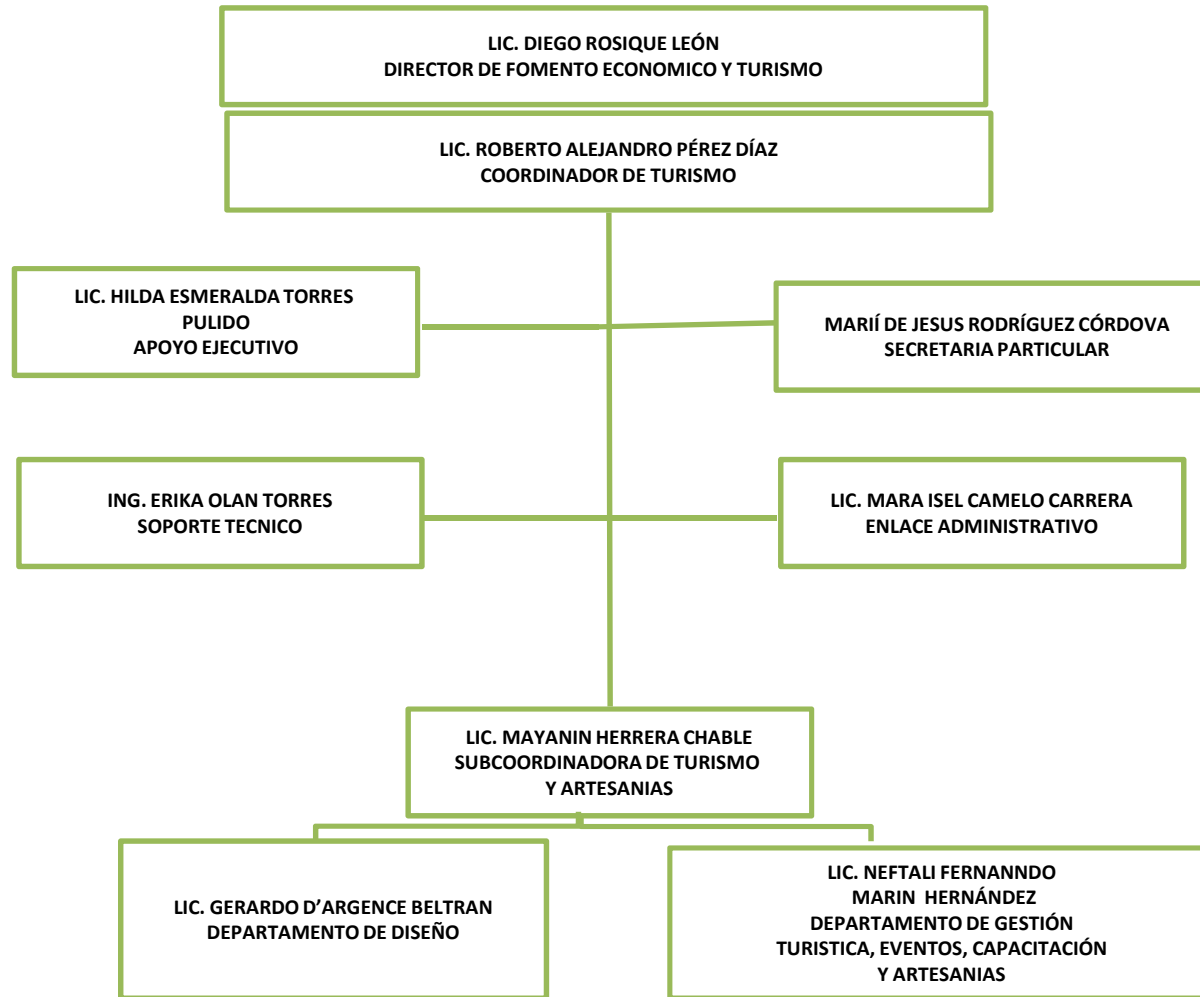 LIC. DIEGO ROSIQUE LEÓN
DIRECTOR DE FOMENTO ECONOMICO Y TURISMO
LIC. ROBERTO ALEJANDRO PÉREZ DÍAZ
COORDINADOR DE TURISMO
LIC. HILDA ESMERALDA TORRES
PULIDO
APOYO EJECUTIVO
MARIÍ DE JESUS RODRÍGUEZ CÓRDOVA
SECRETARIA PARTICULAR
ING. ERIKA OLAN TORRES
SOPORTE TECNICO
LIC. MARA ISEL CAMELO CARRERA
ENLACE ADMINISTRATIVO
LIC. MAYANIN HERRERA CHABLE
SUBCOORDINADORA DE TURISMO
Y ARTESANIAS
LIC. GERARDO D’ARGENCE BELTRAN
DEPARTAMENTO DE DISEÑO
LIC. NEFTALI FERNANNDO
MARIN HERNÁNDEZ
DEPARTAMENTO DE GESTIÓN
TURISTICA, EVENTOS, CAPACITACIÓN
Y ARTESANIAS